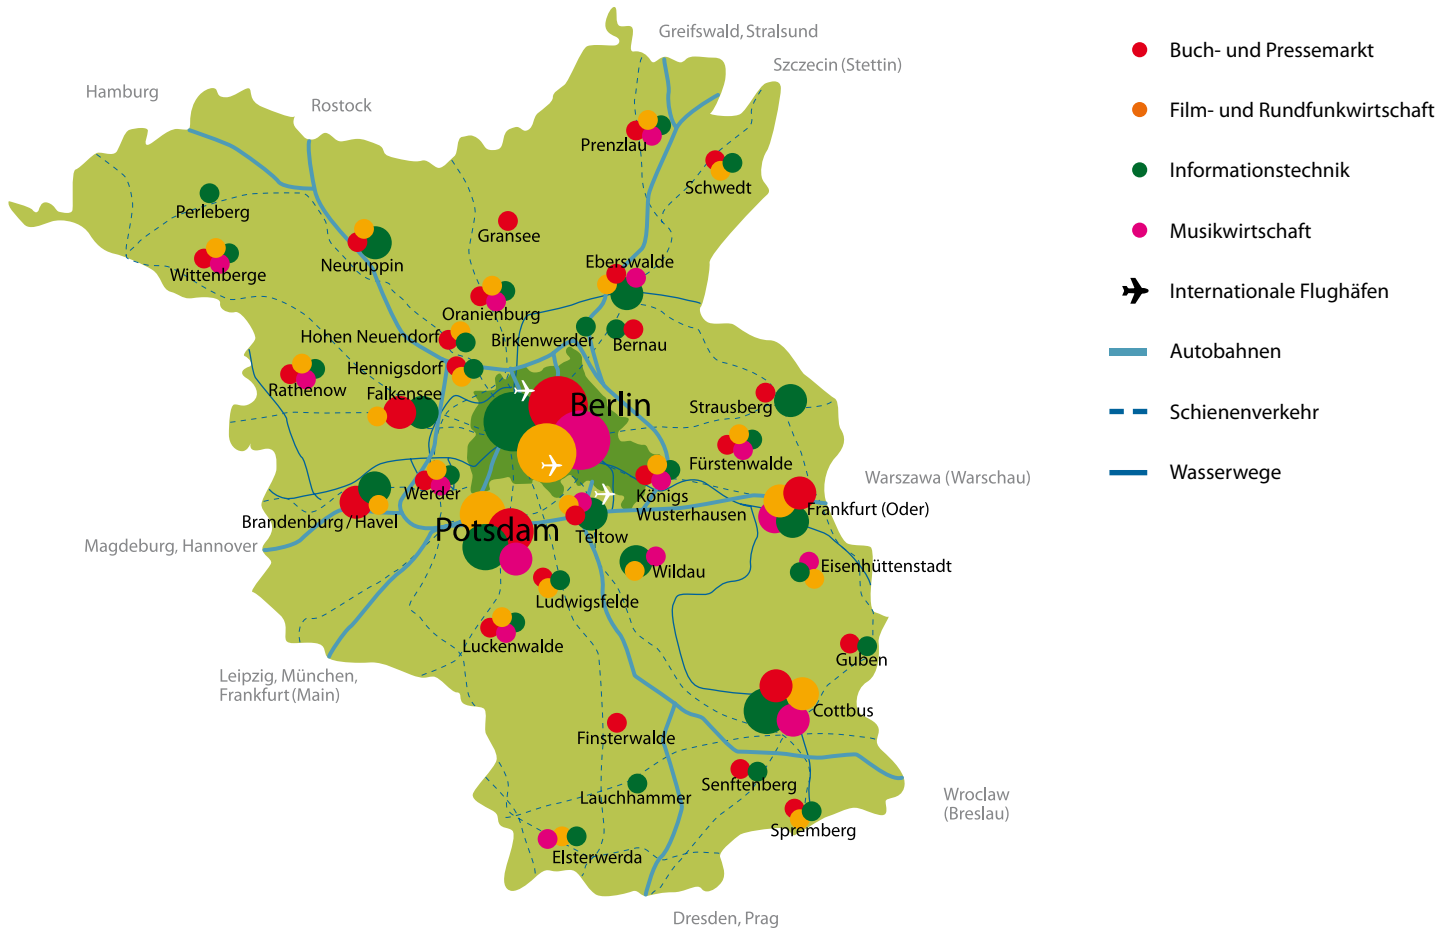 Greifswald, Stralsund
Szczecin (Stettin)
Hamburg
Rostock
Prenzlau
Schwedt
Perleberg
Gransee
Wittenberge
Neuruppin
Eberswalde
Oranienburg
Hohen Neuendorf
Birkenwerder
Bernau
Hennigsdorf
Rathenow
Falkensee
Berlin
Strausberg
Fürstenwalde
Warszawa (Warschau)
Werder
Königs
Wusterhausen
Frankfurt (Oder)
Brandenburg / Havel
Potsdam
Teltow
Magdeburg, Hannover
Eisenhüttenstadt
Wildau
Ludwigsfelde
Luckenwalde
Guben
Leipzig, München,
Frankfurt (Main)
Cottbus
Finsterwalde
Senftenberg
Lauchhammer
Wroclaw
(Breslau)
Spremberg
Elsterwerda
Dresden, Prag
Buch- und Pressemarkt
Film- und Rundfunkwirtschaft
Informationstechnik
Musikwirtschaft
Internationale Flughäfen
Autobahnen
Schienenverkehr
Wasserwege